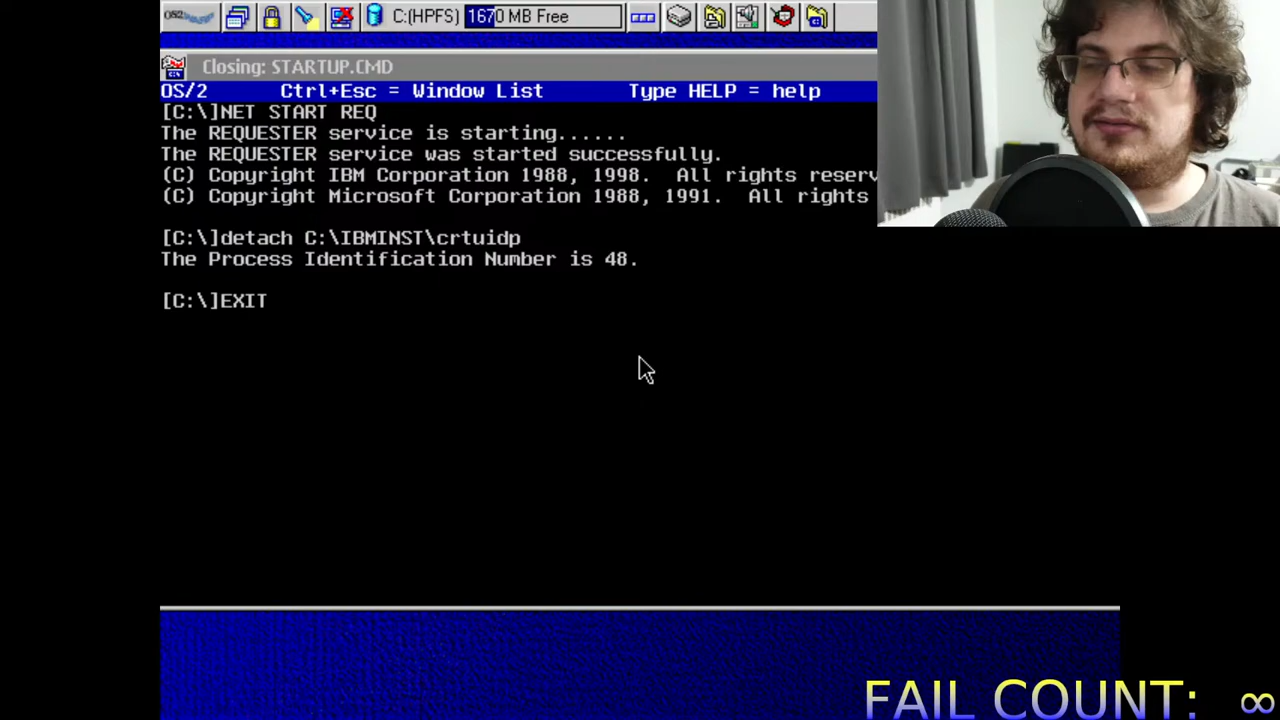 OS2 C:(HPFS) 1670 MB Free
Closing: STARTUP.CMD
OS/2 Ctrl+Esc = Window List Type HELP = help
[C:\]NET START REQ
The REQUESTER service is starting......
The REQUESTER service was started successfully.
(C) Copyright IBM Corporation 1988, 1998. All rights reserv
(C) Copyright Microsoft Corporation 1988, 1991. All rights
[C:\]detach C:\IBMINST\crtuidp
The Process Identification Number is 48.
[C:\]EXIT
FAIL COUNT: ∞